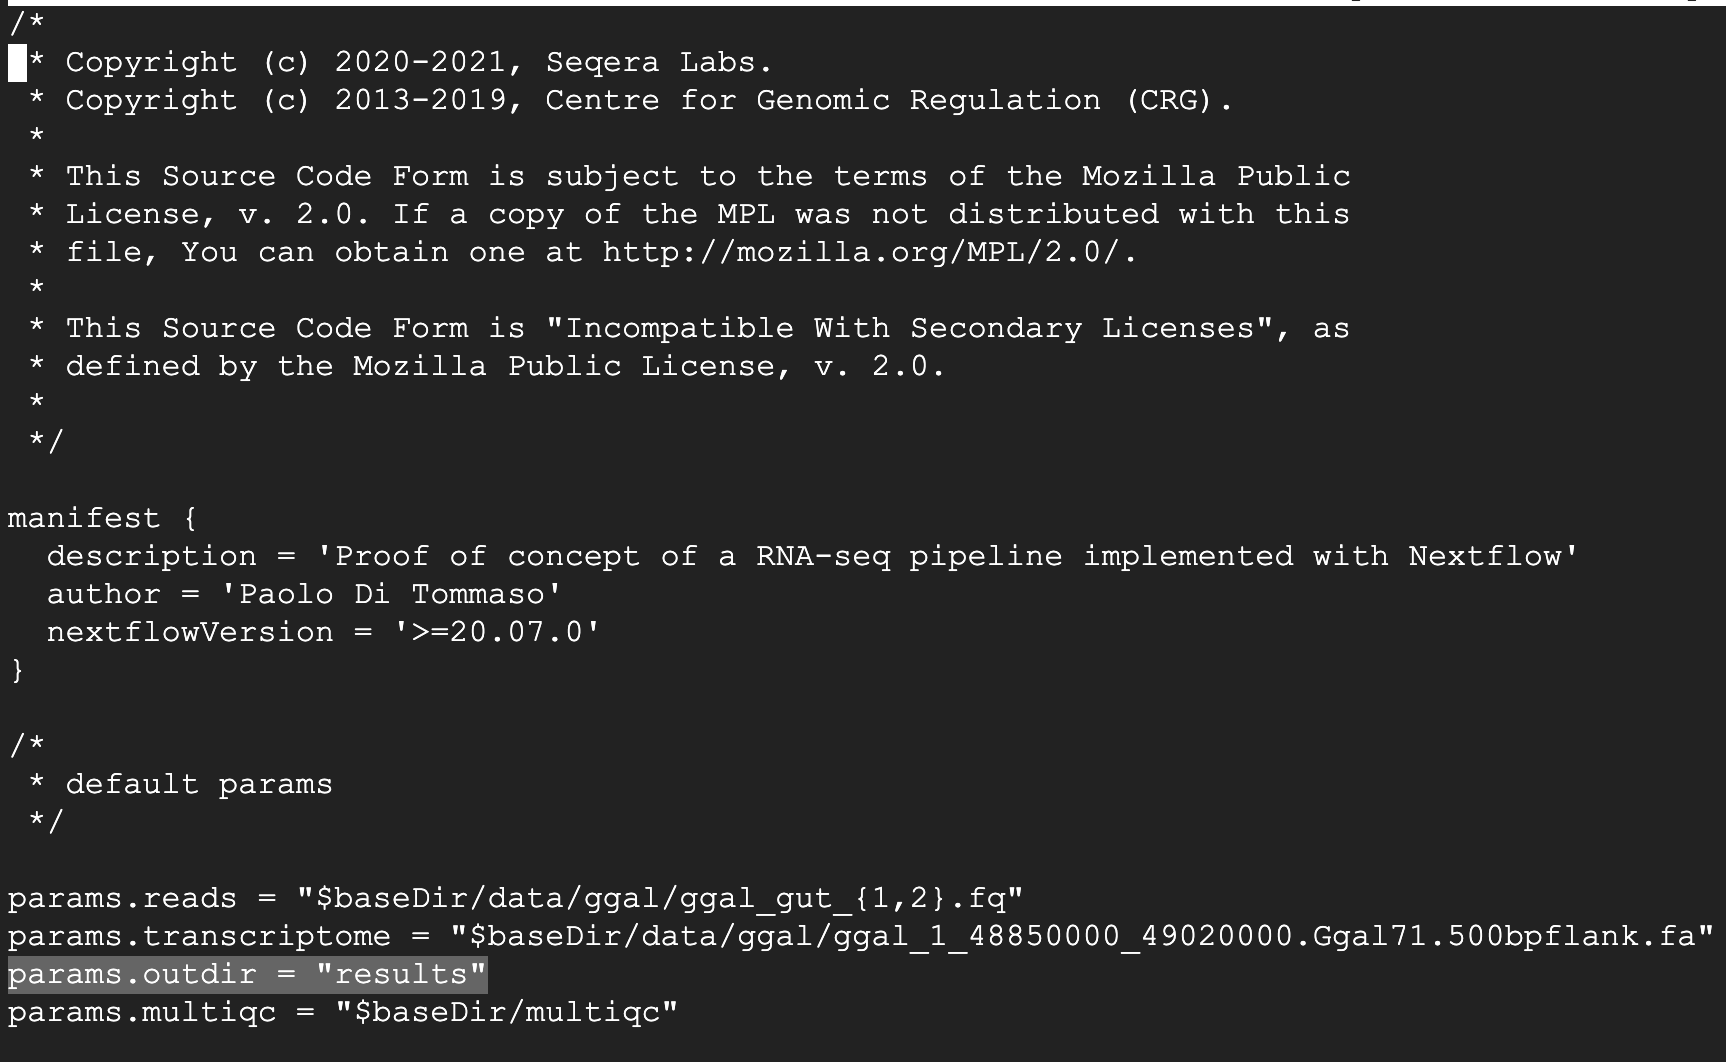 /*
 * Copyright (c) 2020-2021, Seqera Labs.
 * Copyright (c) 2013-2019, Centre for Genomic Regulation (CRG).
 *
 * This Source Code Form is subject to the terms of the Mozilla Public
 * License, v. 2.0. If a copy of the MPL was not distributed with this
 * file, You can obtain one at http://mozilla.org/MPL/2.0/.
 *
 * This Source Code Form is "Incompatible With Secondary Licenses", as
 * defined by the Mozilla Public License, v. 2.0.
 *
 */

manifest {
  description = 'Proof of concept of a RNA-seq pipeline implemented with Nextflow'
  author = 'Paolo Di Tommaso'
  nextflowVersion = '>=20.07.0'
}

/*
 * default params
 */

params.reads = "$baseDir/data/ggal/ggal_gut_{1,2}.fq"
params.transcriptome = "$baseDir/data/ggal/ggal_1_48850000_49020000.Ggal71.500bpflank.fa"
params.outdir = "results"
params.multiqc = "$baseDir/multiqc"